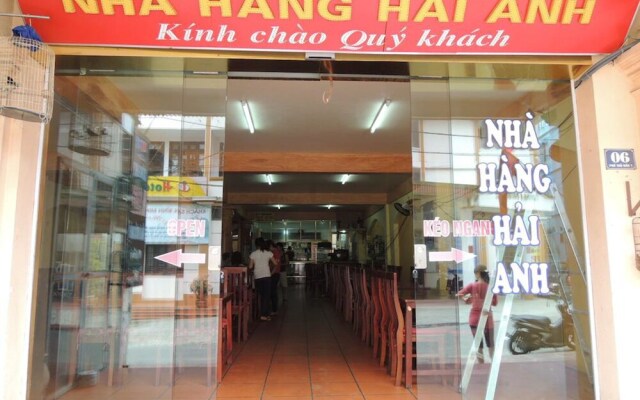 NHÀ HÀNG HẢI ANH
Kính chào Quý khách
NHÀ
HÀNG
HẢI
ANH
OPEN
KÉO NGANG
06